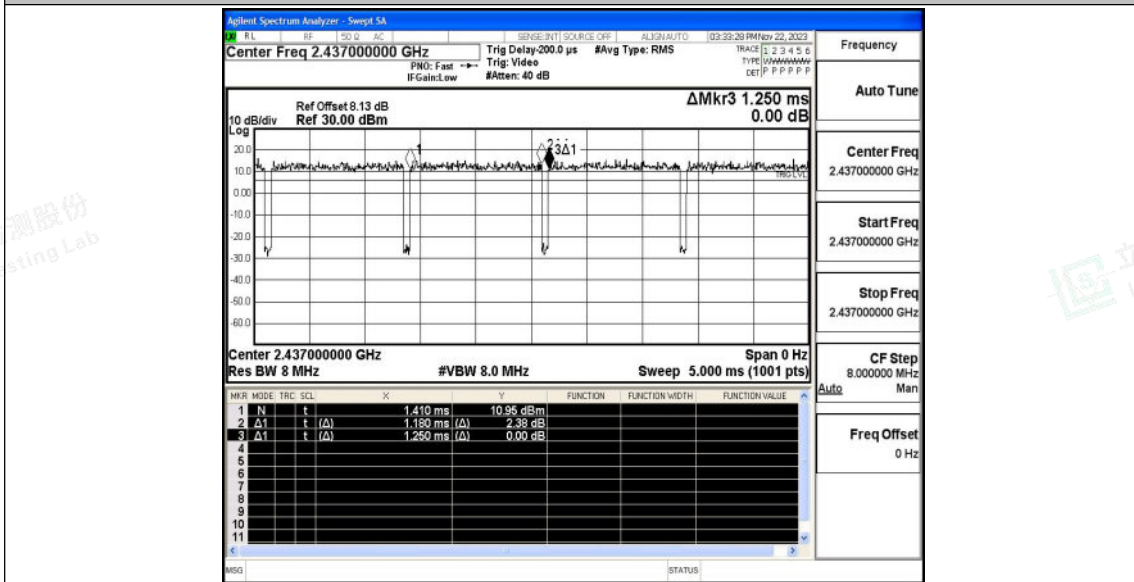 Agilent Spectrum Analyzer - Swept SA
RL RF 50 Ω AC SENSE:INT SOURCE OFF ALIGN AUTO 03:33:28 PM Nov 22, 2023
Center Freq 2.437000000 GHz
PNO: Fast
IFGain:Low
Trig Delay-200.0 µs #Avg Type: RMS
Trig: Video
#Atten: 40 dB
TRACE 1 2 3 4 5 6
TYPE
DET P P P P P P
Frequency
Auto Tune
Center Freq
2.437000000 GHz
Start Freq
2.437000000 GHz
Stop Freq
2.437000000 GHz
CF Step
8.000000 MHz
Auto Man
Freq Offset
0 Hz
ΔMkr3 1.250 ms
0.00 dB
Ref Offset 8.13 dB
10 dB/div Ref 30.00 dBm
Log
20.0
10.0
0.00
-10.0
-20.0
-30.0
-40.0
-50.0
-60.0
1
3Δ1
TRIG LVL
Center 2.437000000 GHz Span 0 Hz
Res BW 8 MHz #VBW 8.0 MHz Sweep 5.000 ms (1001 pts)
MKR MODE TRC SCL X Y FUNCTION FUNCTION WIDTH FUNCTION VALUE
1 N t 1.410 ms 10.95 dBm
2 Δ1 t (Δ) 1.180 ms (Δ) 2.38 dB
3 Δ1 t (Δ) 1.250 ms (Δ) 0.00 dB
4
5
6
7
8
9
10
11
MSG STATUS
测股份
sting Lab
立